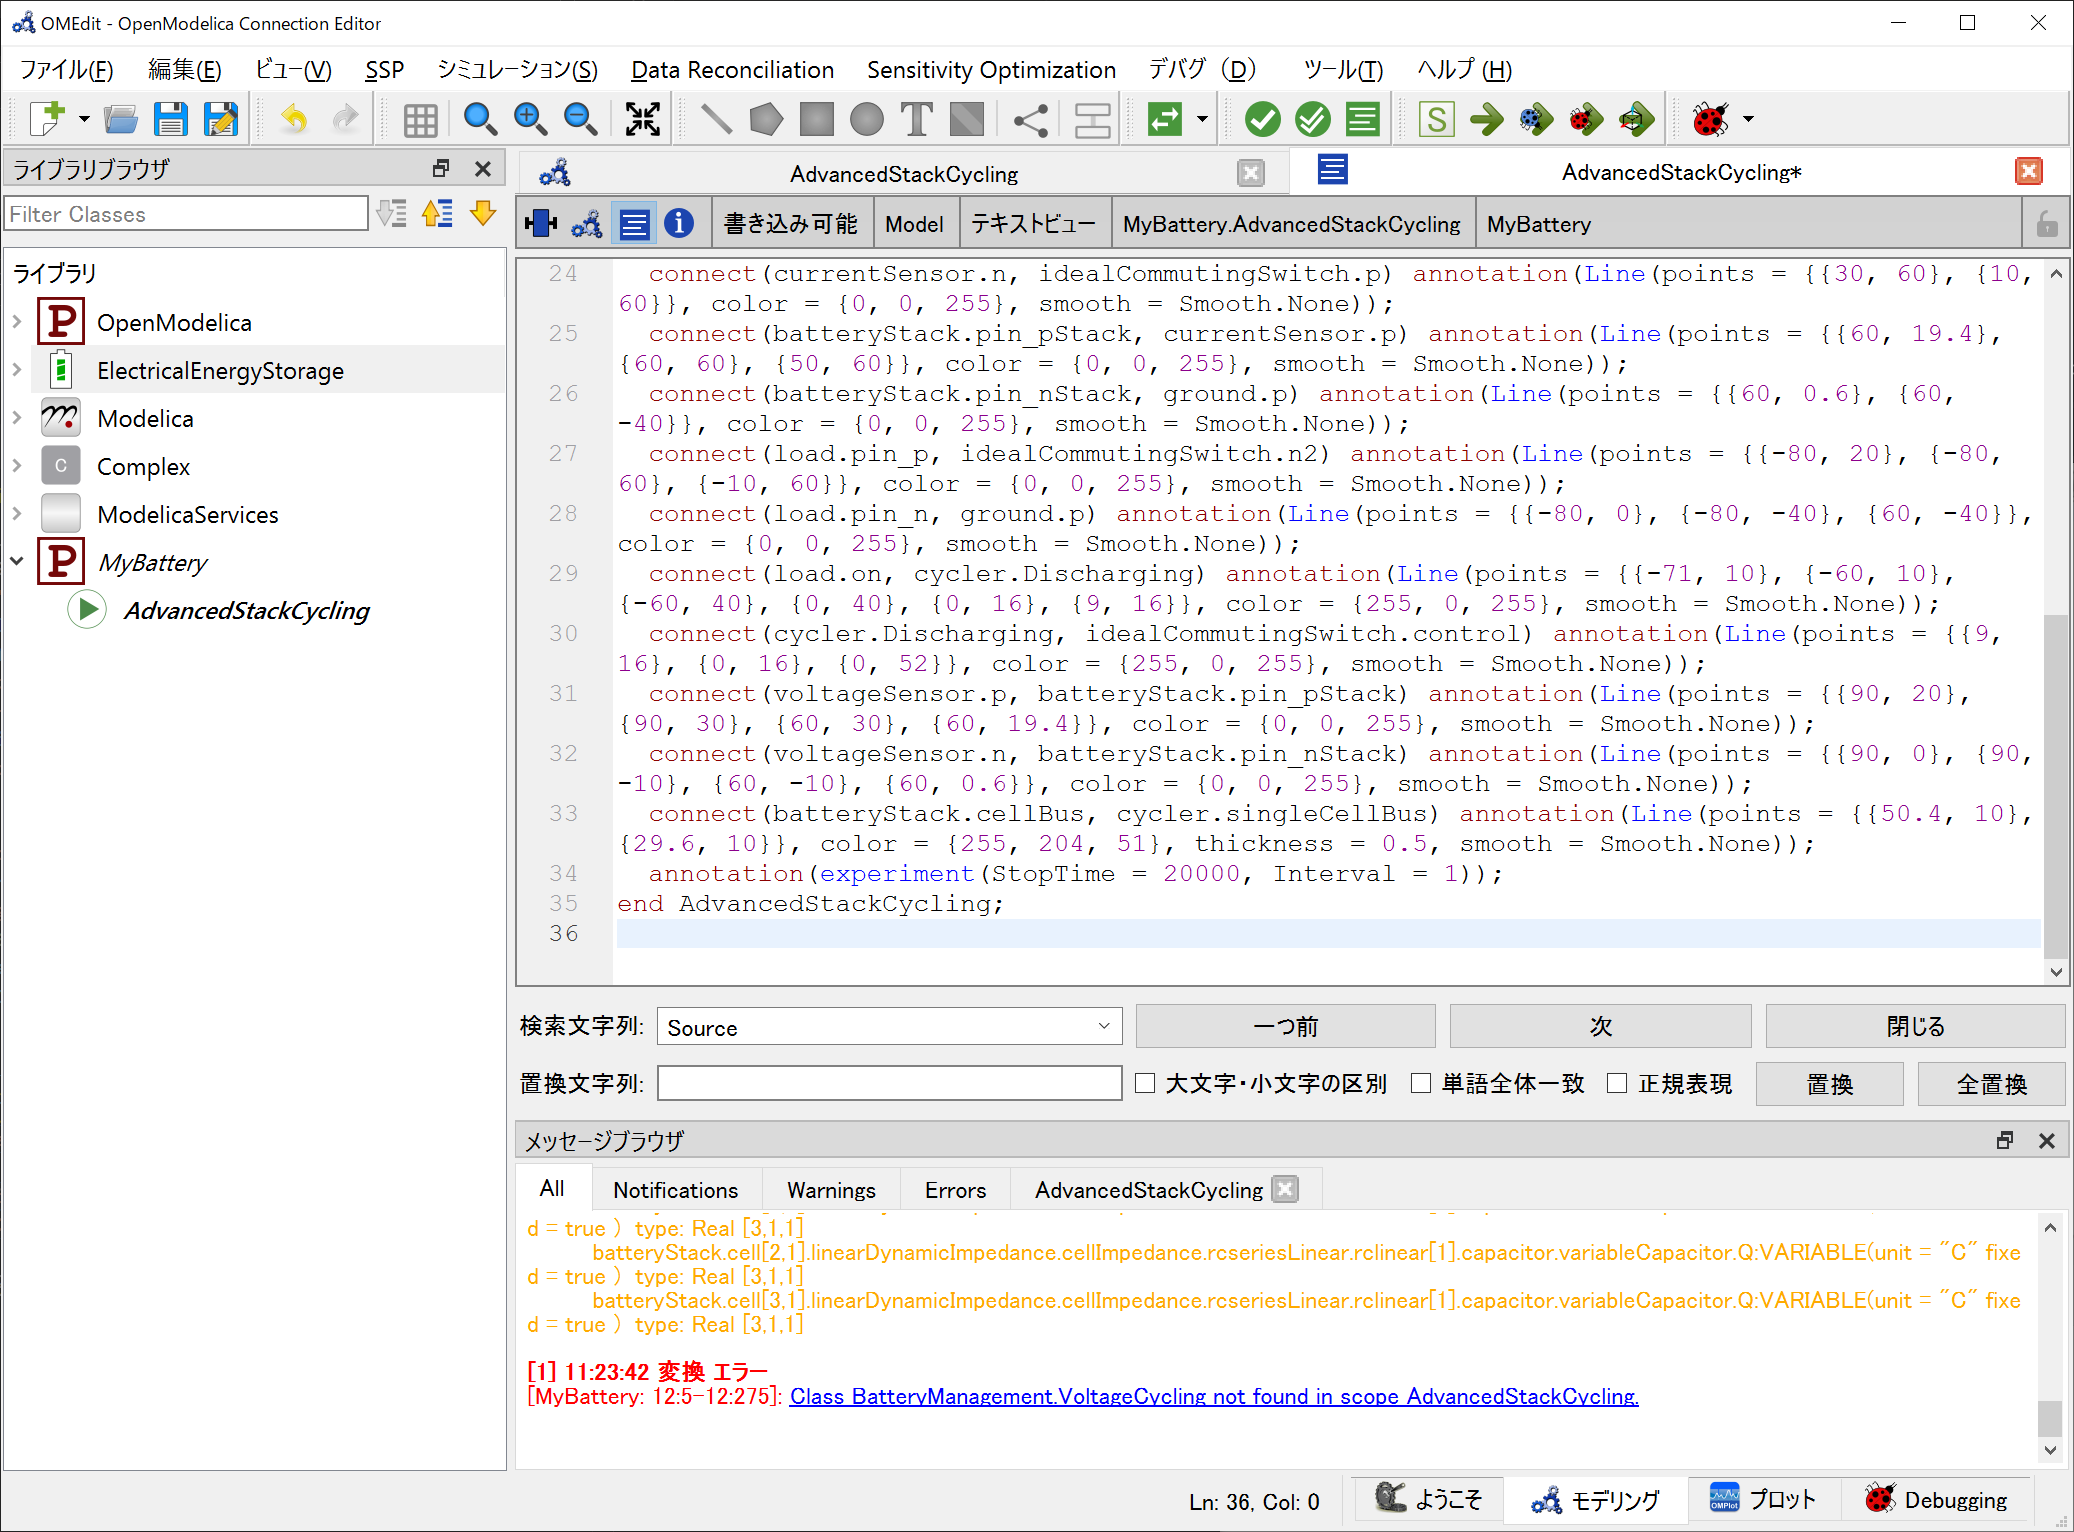 OMEdit - OpenModelica Connection Editor
ファイル(F) 編集(E) ビュー(V) SSP シミュレーション(S) Data Reconciliation Sensitivity Optimization デバグ（D） ツール(T) ヘルプ (H)
ライブラリブラウザ
AdvancedStackCycling
AdvancedStackCycling*
Filter Classes
書き込み可能 Model テキストビュー MyBattery.AdvancedStackCycling MyBattery
ライブラリ
OpenModelica
ElectricalEnergyStorage
Modelica
Complex
ModelicaServices
MyBattery
AdvancedStackCycling
24 connect(currentSensor.n, idealCommutingSwitch.p) annotation(Line(points = {{30, 60}, {10,
60}}, color = {0, 0, 255}, smooth = Smooth.None));
25 connect(batteryStack.pin_pStack, currentSensor.p) annotation(Line(points = {{60, 19.4},
{60, 60}, {50, 60}}, color = {0, 0, 255}, smooth = Smooth.None));
26 connect(batteryStack.pin_nStack, ground.p) annotation(Line(points = {{60, 0.6}, {60,
-40}}, color = {0, 0, 255}, smooth = Smooth.None));
27 connect(load.pin_p, idealCommutingSwitch.n2) annotation(Line(points = {{-80, 20}, {-80,
60}, {-10, 60}}, color = {0, 0, 255}, smooth = Smooth.None));
28 connect(load.pin_n, ground.p) annotation(Line(points = {{-80, 0}, {-80, -40}, {60, -40}},
color = {0, 0, 255}, smooth = Smooth.None));
29 connect(load.on, cycler.Discharging) annotation(Line(points = {{-71, 10}, {-60, 10},
{-60, 40}, {0, 40}, {0, 16}, {9, 16}}, color = {255, 0, 255}, smooth = Smooth.None));
30 connect(cycler.Discharging, idealCommutingSwitch.control) annotation(Line(points = {{9,
16}, {0, 16}, {0, 52}}, color = {255, 0, 255}, smooth = Smooth.None));
31 connect(voltageSensor.p, batteryStack.pin_pStack) annotation(Line(points = {{90, 20},
{90, 30}, {60, 30}, {60, 19.4}}, color = {0, 0, 255}, smooth = Smooth.None));
32 connect(voltageSensor.n, batteryStack.pin_nStack) annotation(Line(points = {{90, 0}, {90,
-10}, {60, -10}, {60, 0.6}}, color = {0, 0, 255}, smooth = Smooth.None));
33 connect(batteryStack.cellBus, cycler.singleCellBus) annotation(Line(points = {{50.4, 10},
{29.6, 10}}, color = {255, 204, 51}, thickness = 0.5, smooth = Smooth.None));
34 annotation(experiment(StopTime = 20000, Interval = 1));
35 end AdvancedStackCycling;
36
検索文字列: Source 一つ前 次 閉じる
置換文字列: 大文字・小文字の区別 単語全体一致 正規表現 置換 全置換
メッセージブラウザ
All Notifications Warnings Errors AdvancedStackCycling
d = true ) type: Real [3,1,1]
batteryStack.cell[2,1].linearDynamicImpedance.cellImpedance.rcseriesLinear.rclinear[1].capacitor.variableCapacitor.Q:VARIABLE(unit = "C" fixe
d = true ) type: Real [3,1,1]
batteryStack.cell[3,1].linearDynamicImpedance.cellImpedance.rcseriesLinear.rclinear[1].capacitor.variableCapacitor.Q:VARIABLE(unit = "C" fixe
d = true ) type: Real [3,1,1]
[1] 11:23:42 変換 エラー
[MyBattery: 12:5-12:275]: Class BatteryManagement.VoltageCycling not found in scope AdvancedStackCycling.
Ln: 36, Col: 0 ようこそ モデリング プロット Debugging